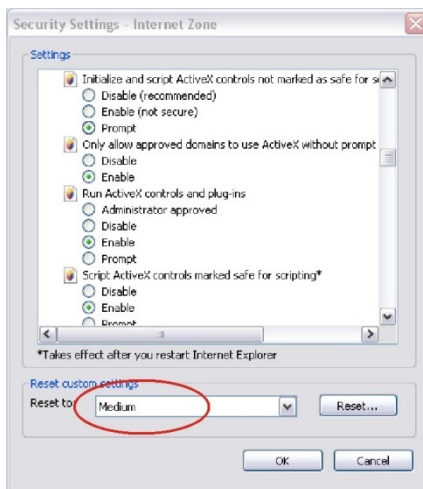 Security Settings - Internet Zone
Settings
Initialize and script ActiveX controls not marked as safe for
Disable (recommended)
Enable (not secure)
Prompt
Only allow approved domains to use ActiveX without prompt
Disable
Enable
Run ActiveX controls and plug-ins
Administrator approved
Disable
Enable
Prompt
Script ActiveX controls marked safe for scripting*
Disable
Enable
Prompt
*Takes effect after you restart Internet Explorer
Reset custom settings
Reset to:
Medium
Reset...
OK
Cancel